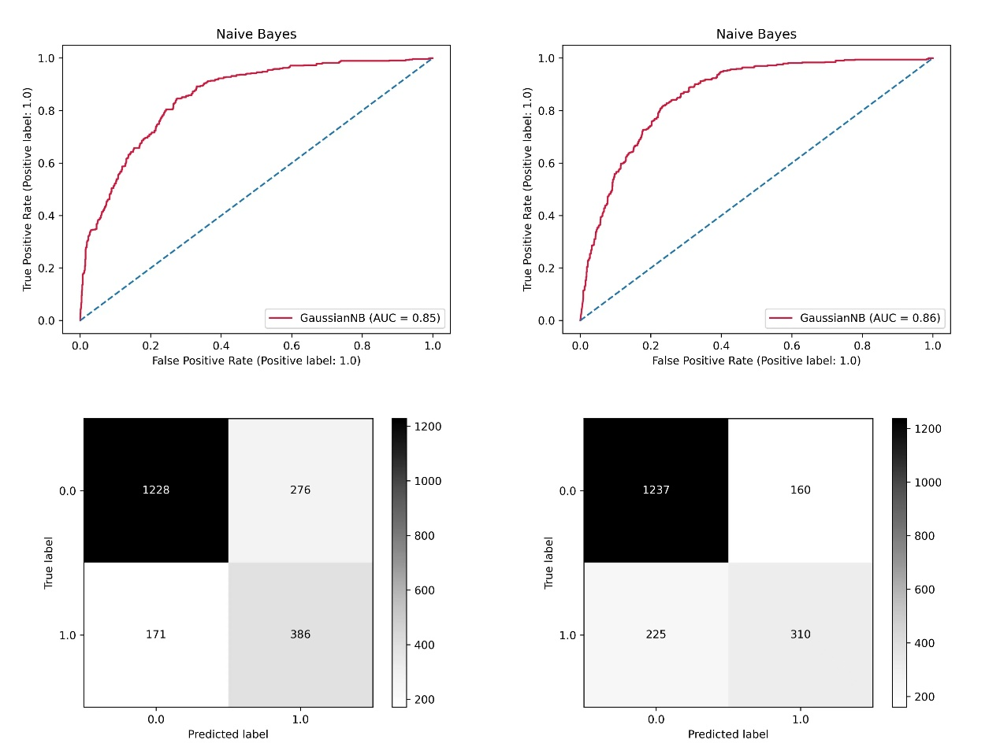 Naive Bayes
1.0
0.8
0.6
0.4
0.2
0.0
True Positive Rate (Positive label: 1.0)
GaussianNB (AUC = 0.85)
0.0 0.2 0.4 0.6 0.8 1.0
False Positive Rate (Positive label: 1.0)
Naive Bayes
1.0
0.8
0.6
0.4
0.2
0.0
True Positive Rate (Positive label: 1.0)
GaussianNB (AUC = 0.86)
0.0 0.2 0.4 0.6 0.8 1.0
False Positive Rate (Positive label: 1.0)
True label
0.0 1228 276
1.0 171 386
0.0 1.0
Predicted label
1200
1000
800
600
400
200
True label
0.0 1237 160
1.0 225 310
0.0 1.0
Predicted label
1200
1000
800
600
400
200